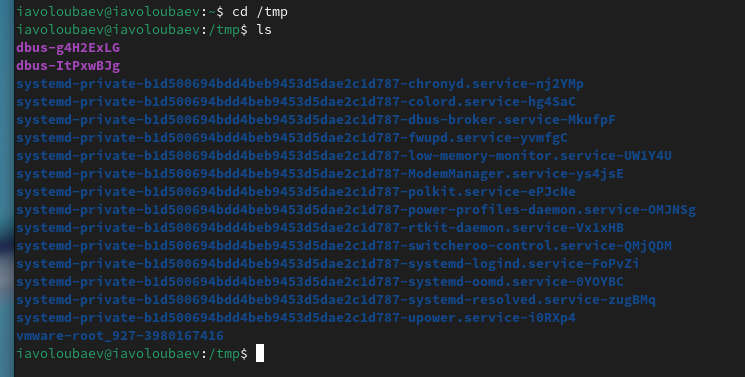 iavoloubaev@iavoloubaev:~$ cd /tmp
iavoloubaev@iavoloubaev:/tmp$ ls
dbus-g4H2ExLG
dbus-ItPxwBJg
systemd-private-b1d500694bdd4beb9453d5dae2c1d787-chronyd.service-nj2YMp
systemd-private-b1d500694bdd4beb9453d5dae2c1d787-colord.service-hg4SaC
systemd-private-b1d500694bdd4beb9453d5dae2c1d787-dbus-broker.service-MkufpF
systemd-private-b1d500694bdd4beb9453d5dae2c1d787-fwupd.service-yvmfgC
systemd-private-b1d500694bdd4beb9453d5dae2c1d787-low-memory-monitor.service-UW1Y4U
systemd-private-b1d500694bdd4beb9453d5dae2c1d787-ModemManager.service-ys4jsE
systemd-private-b1d500694bdd4beb9453d5dae2c1d787-polkit.service-ePJcNe
systemd-private-b1d500694bdd4beb9453d5dae2c1d787-power-profiles-daemon.service-OMJNSg
systemd-private-b1d500694bdd4beb9453d5dae2c1d787-rtkit-daemon.service-Vx1xHB
systemd-private-b1d500694bdd4beb9453d5dae2c1d787-switcheroo-control.service-QMjQDM
systemd-private-b1d500694bdd4beb9453d5dae2c1d787-systemd-logind.service-FoPvZi
systemd-private-b1d500694bdd4beb9453d5dae2c1d787-systemd-oomd.service-0YOYBC
systemd-private-b1d500694bdd4beb9453d5dae2c1d787-systemd-resolved.service-zugBMq
systemd-private-b1d500694bdd4beb9453d5dae2c1d787-upower.service-i0RXp4
vmware-root_927-3980167416
iavoloubaev@iavoloubaev:/tmp$